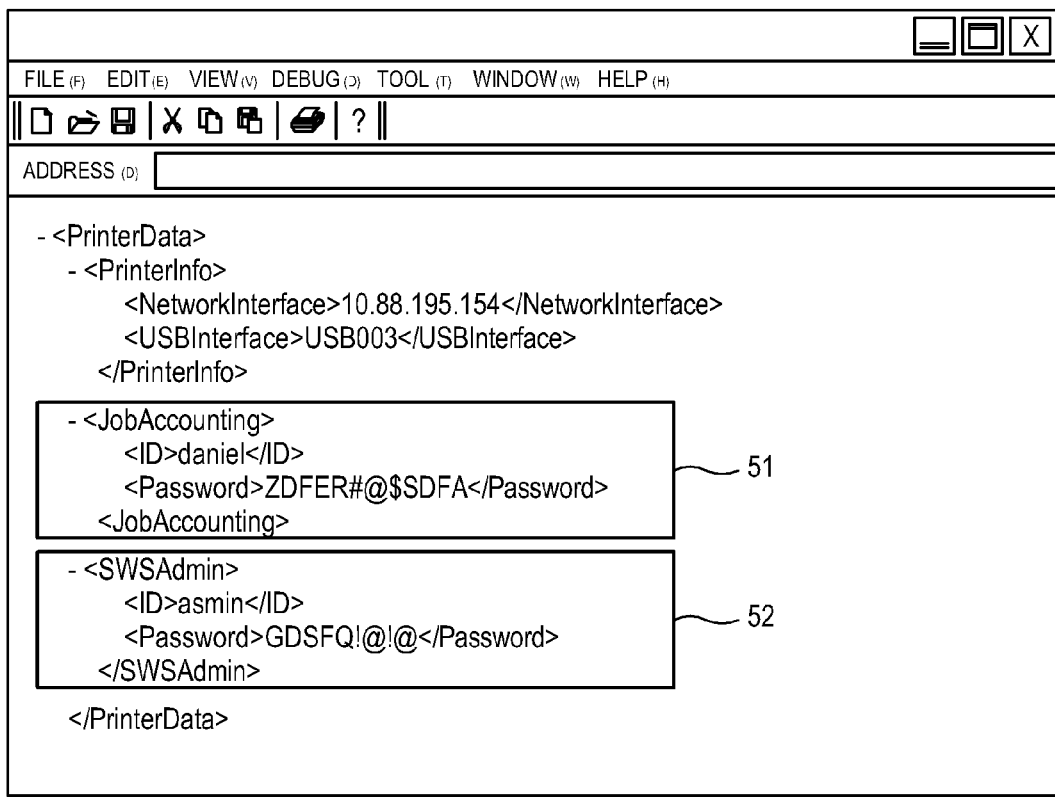 X
FILE (F) EDIT(E) VIEW(V) DEBUG(D) TOOL (T) WINDOW(W) HELP(H)
?
ADDRESS (D)
- <PrinterData>
- <PrinterInfo>
<NetworkInterface>10.88.195.154</NetworkInterface>
<USBInterface>USB003</USBInterface>
</PrinterInfo>
- <JobAccounting>
<ID>daniel</ID>
<Password>ZDFER#@$SDFA</Password>
<JobAccounting>
51
- <SWSAdmin>
<ID>asmin</ID>
<Password>GDSFQ!@!@</Password>
</SWSAdmin>
52
</PrinterData>